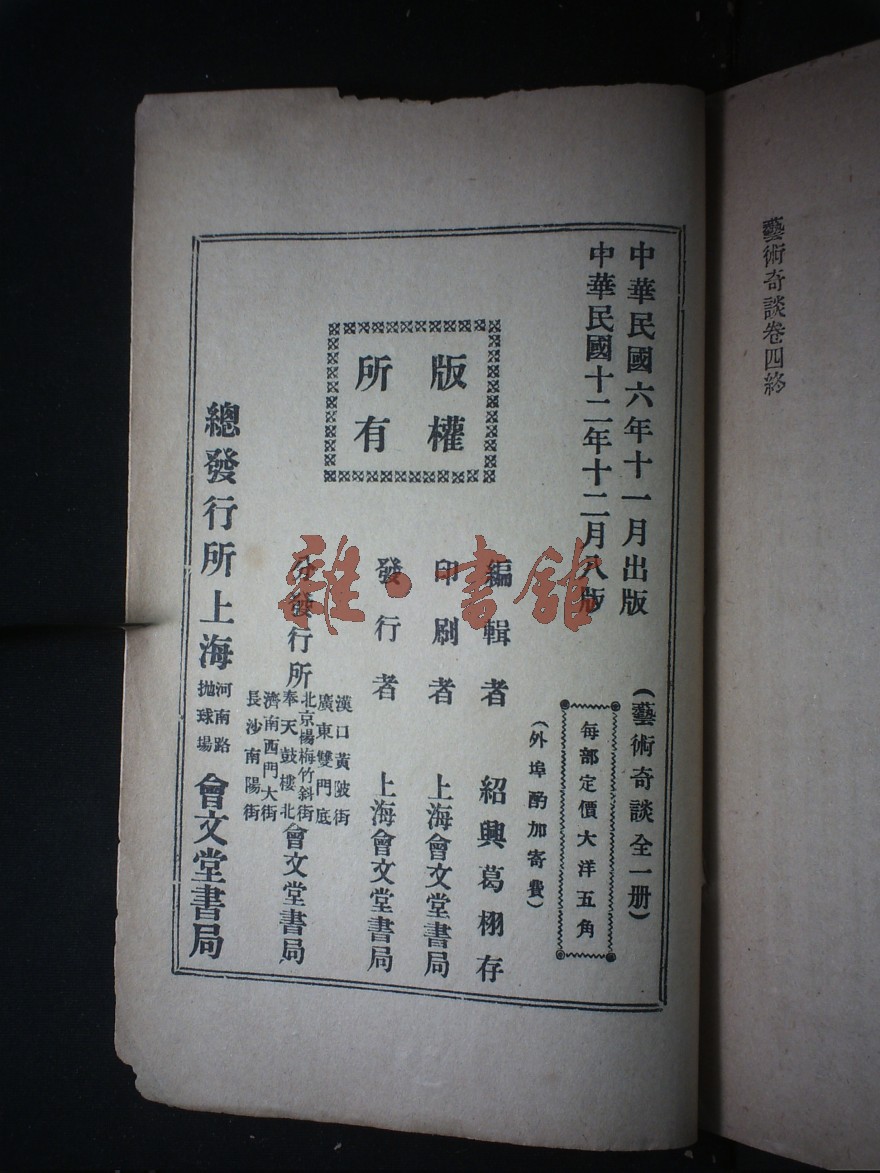 藝術奇談卷四終
中華民國六年十一月出版
中華民國十二年十二月八版
(藝術奇談全一册)
每部定價大洋五角
(外埠酌加寄費)
版權
所有
編輯者 紹興葛栩存
印刷者 上海會文堂書局
發行者 上海會文堂書局
分發行所
漢口黃陂街
廣東雙門底
北京楊梅竹斜街
奉天鼓樓北
濟南西門大街
長沙南陽街
會文堂書局
總發行所上海
河南路
拋球場
會文堂書局
雜·書館